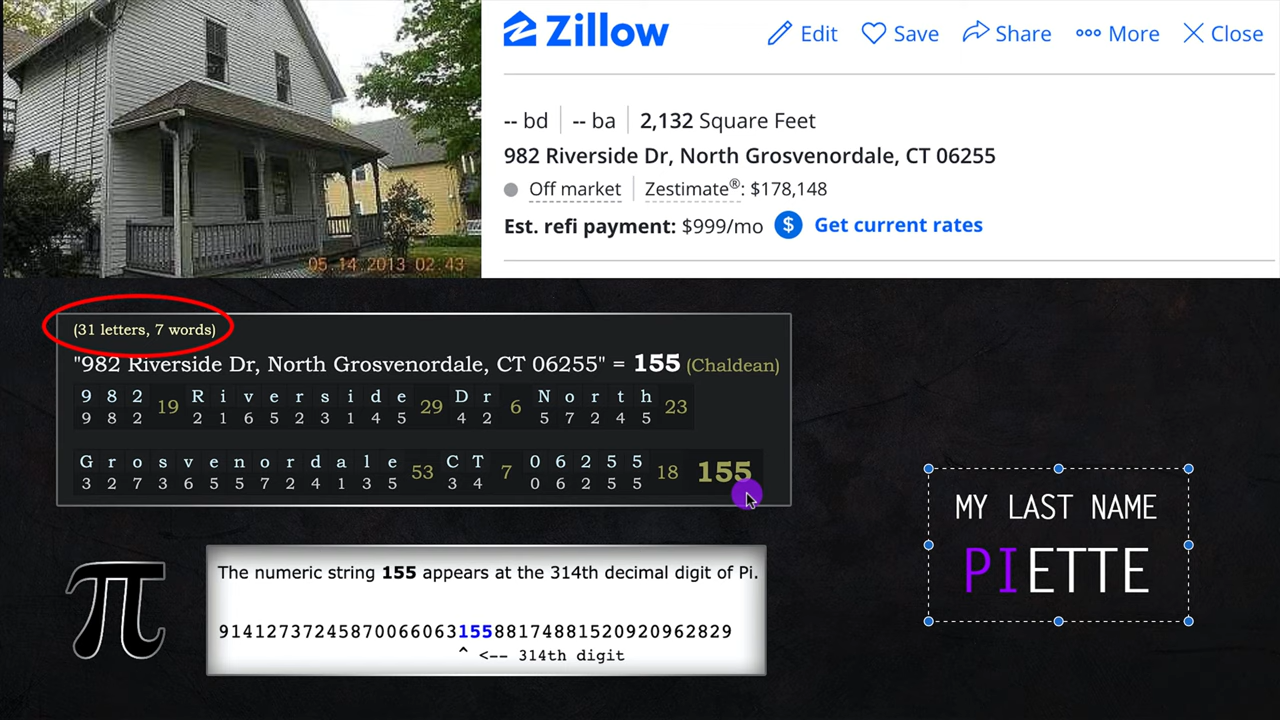 Zillow
Edit Save Share More Close
-- bd -- ba 2,132 Square Feet
982 Riverside Dr, North Grosvenordale, CT 06255
Off market Zestimate®: $178,148
Est. refi payment: $999/mo $ Get current rates
05.14.2013 02:43
(31 letters, 7 words)
"982 Riverside Dr, North Grosvenordale, CT 06255" = 155 (Chaldean)
9 8 2 19 R i v e r s i d e 29 D r 6 N o r t h 23
9 8 2 2 1 6 5 2 3 1 4 5 4 2 5 7 2 4 5
G r o s v e n o r d a l e 53 C T 7 0 6 2 5 5 18 155
3 2 7 3 6 5 5 7 2 4 1 3 5 3 4 0 6 2 5 5
π
The numeric string 155 appears at the 314th decimal digit of Pi.
91412737245870066063155881748815209209628​29
^ <-- 314th digit
MY LAST NAME
PIETTE